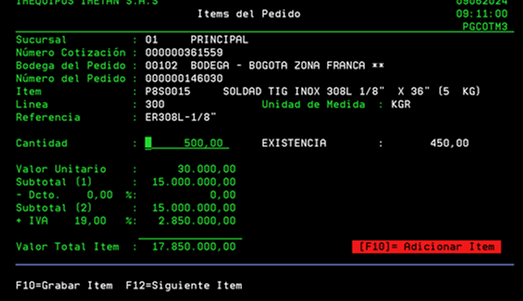 IMEQUIPOS IMETAN S.A.S 09062024
Items del Pedido 09:11:00
PGCOTM3
Sucursal : 01 PRINCIPAL
Número Cotización : 000000361559
Bodega del Pedido : 00102 BODEGA - BOGOTA ZONA FRANCA **
Número del Pedido : 000000146030
Item : P8S0015 SOLDAD TIG INOX 308L 1/8" X 36" (5 KG)
Linea : 300 Unidad de Medida : KGR
Referencia : ER308L-1/8"
Cantidad : 500,00 EXISTENCIA : 450,00
Valor Unitario : 30.000,00
Subtotal (1) : 15.000.000,00
- Dcto. 0,00 %: 0,00
Subtotal (2) : 15.000.000,00
+ IVA 19,00 %: 2.850.000,00
Valor Total Item : 17.850.000,00 [F10]= Adicionar Item
F10=Grabar Item F12=Siguiente Item